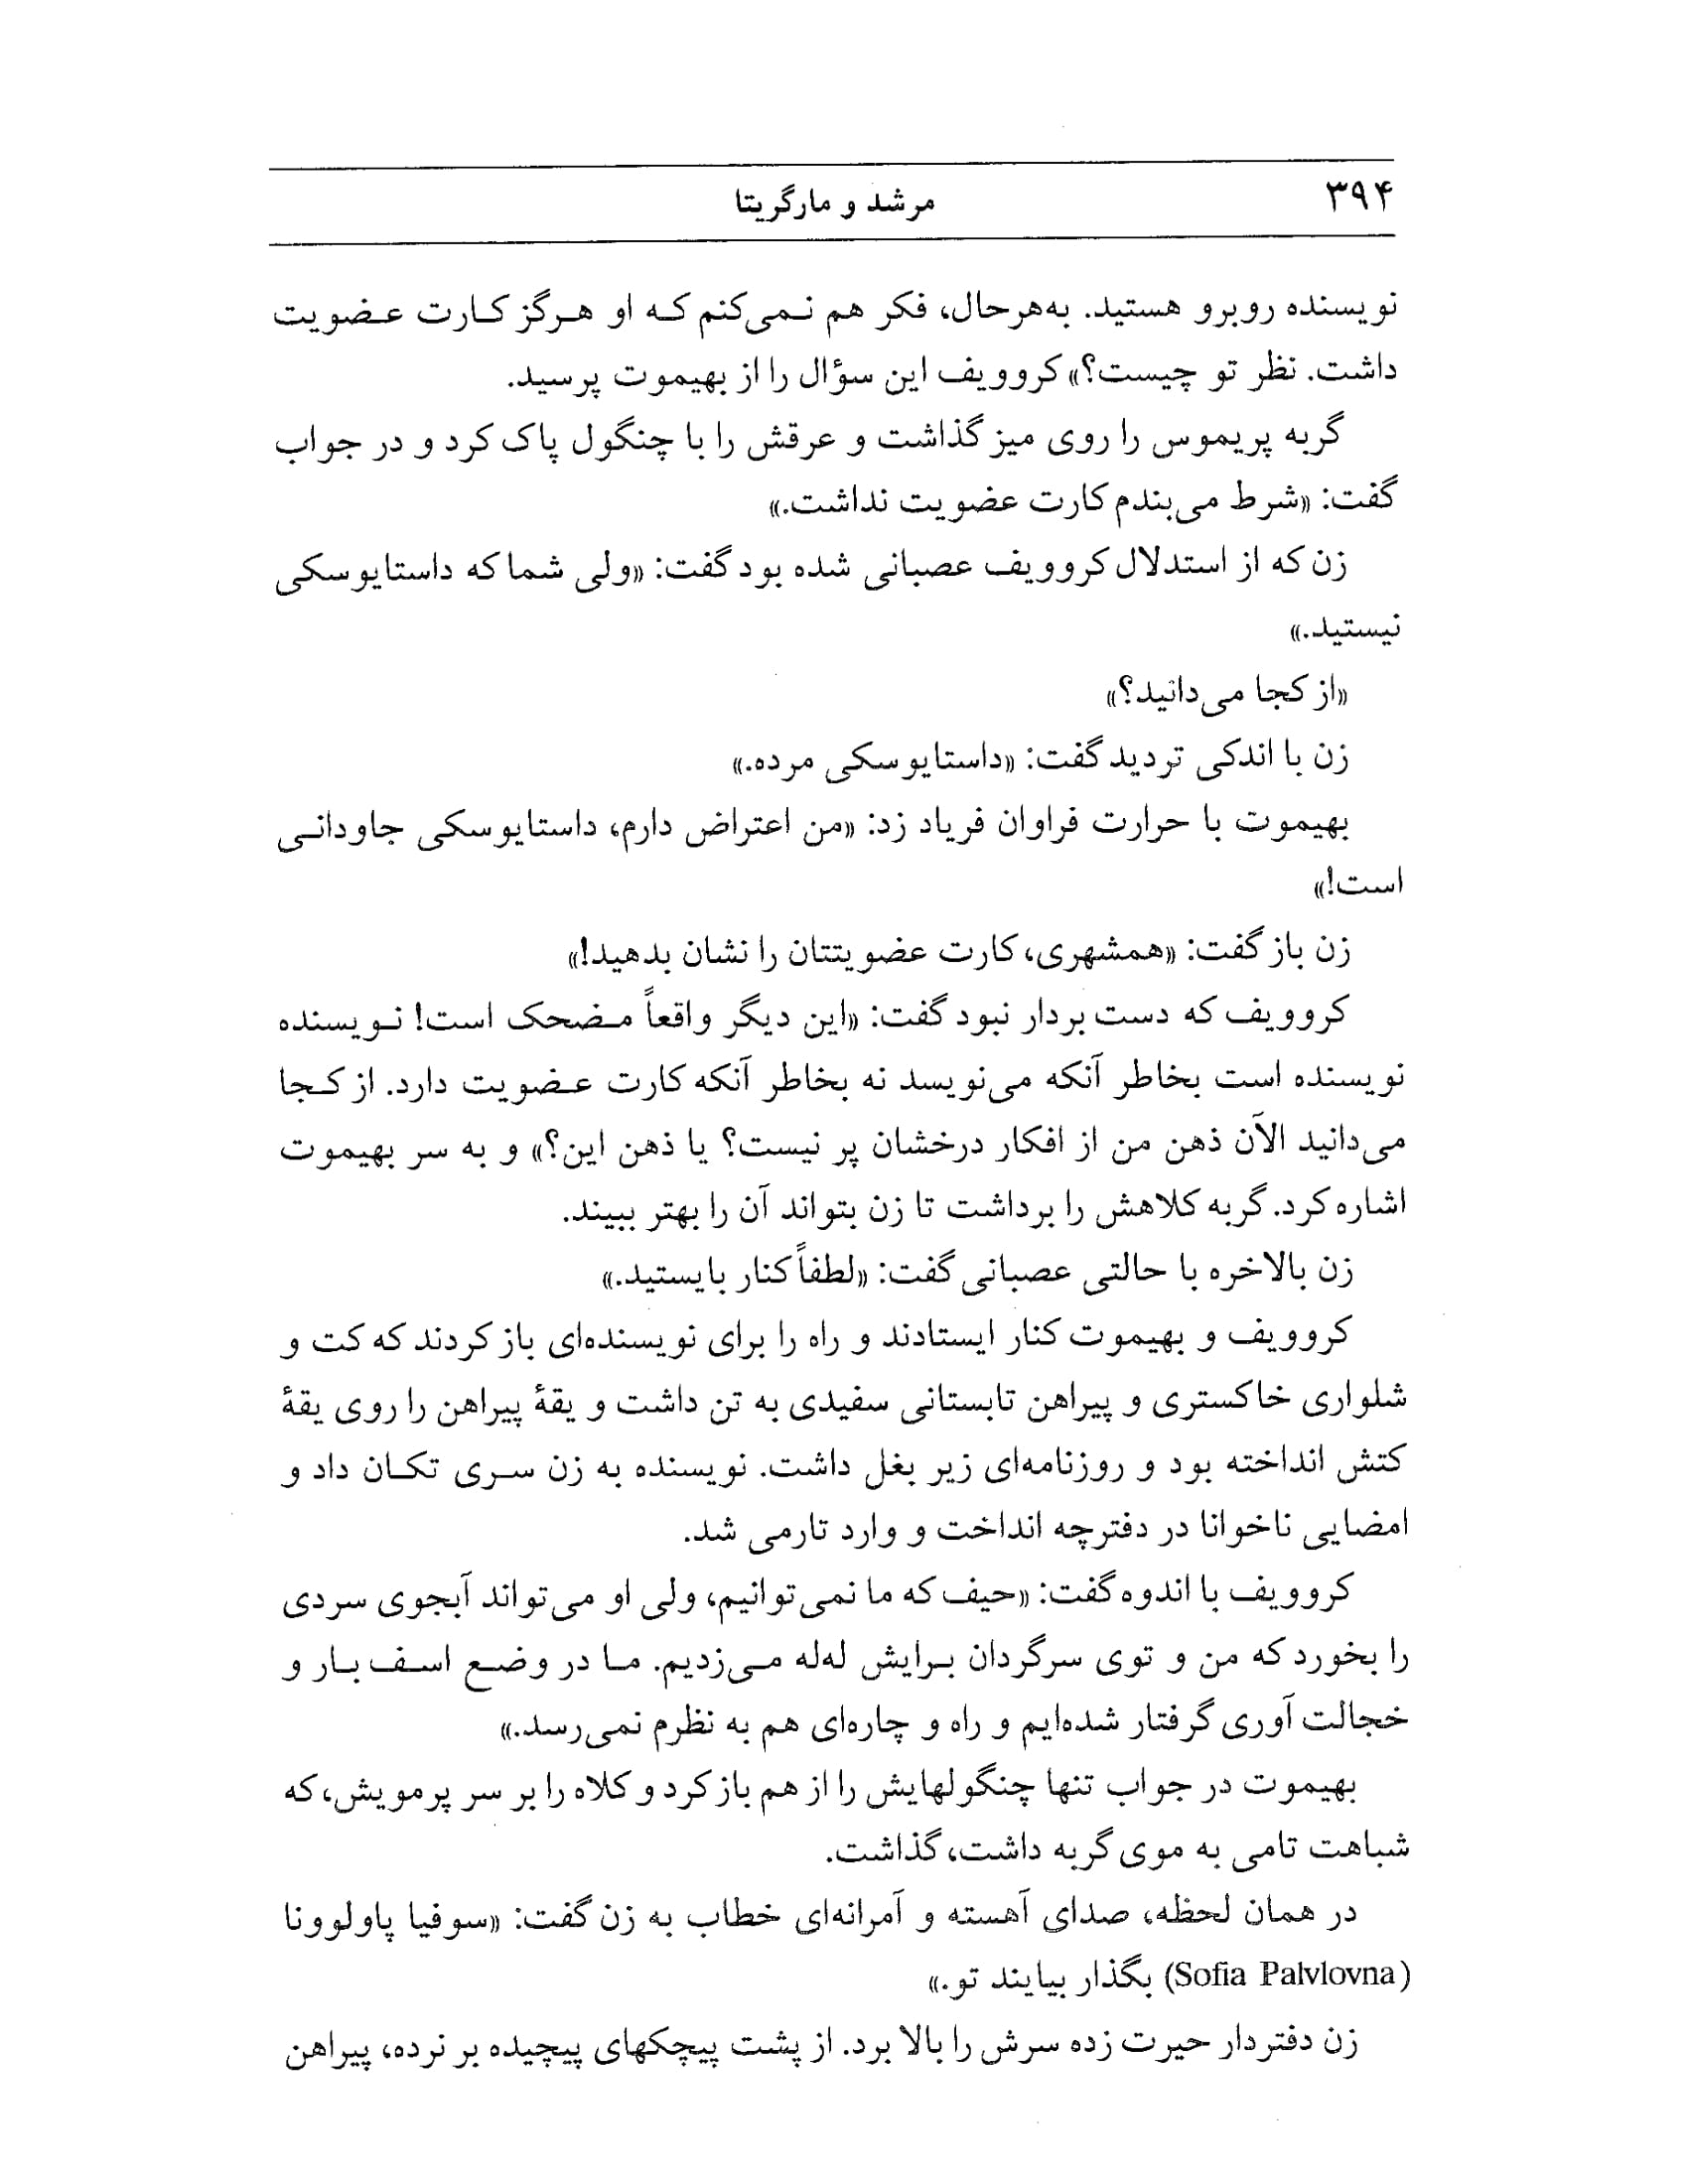 ۳۹۴
مرشد و مارگریتا
نویسنده روبرو هستید. به‌هرحال، فکر هم نمی‌کنم که او هرگز کارت عضویت
داشت. نظر تو چیست؟» کروویف این سؤال را از بهیموت پرسید.
گربه پریموس را روی میز گذاشت و عرقش را با چنگول پاک کرد و در جواب
گفت: «شرط می‌بندم کارت عضویت نداشت.»
زن که از استدلال کروویف عصبانی شده بود گفت: «ولی شما که داستایوسکی
نیستید.»
«از کجا می‌دانید؟»
زن با اندکی تردید گفت: «داستایوسکی مرده.»
بهیموت با حرارت فراوان فریاد زد: «من اعتراض دارم، داستایوسکی جاودانی
است!»
زن باز گفت: «همشهری، کارت عضویتتان را نشان بدهید!»
کروویف که دست بردار نبود گفت: «این دیگر واقعاً مضحک است! نویسنده
نویسنده است بخاطر آنکه می‌نویسد نه بخاطر آنکه کارت عضویت دارد. از کجا
می‌دانید الآن ذهن من از افکار درخشان پر نیست؟ یا ذهن این؟» و به سر بهیموت
اشاره کرد. گربه کلاهش را برداشت تا زن بتواند آن را بهتر ببیند.
زن بالاخره با حالتی عصبانی گفت: «لطفاً کنار بایستید.»
کروویف و بهیموت کنار ایستادند و راه را برای نویسنده‌ای باز کردند که کت و
شلواری خاکستری و پیراهن تابستانی سفیدی به تن داشت و یقهٔ پیراهن را روی یقهٔ
کتش انداخته بود و روزنامه‌ای زیر بغل داشت. نویسنده به زن سری تکان داد و
امضایی ناخوانا در دفترچه انداخت و وارد تارمی شد.
کروویف با اندوه گفت: «حیف که ما نمی‌توانیم، ولی او می‌تواند آبجوی سردی
را بخورد که من و توی سرگردان برایش له‌له می‌زدیم. ما در وضع اسف بار و
خجالت آوری گرفتار شده‌ایم و راه و چاره‌ای هم به نظرم نمی‌رسد.»
بهیموت در جواب تنها چنگولهایش را از هم باز کرد و کلاه را بر سر پرمویش، که
شباهت تامی به موی گربه داشت، گذاشت.
در همان لحظه، صدای آهسته و آمرانه‌ای خطاب به زن گفت: «سوفیا پاولوونا
(Sofia Palvlovna) بگذار بیایند تو.»
زن دفتردار حیرت زده سرش را بالا برد. از پشت پیچکهای پیچیده بر نرده، پیراهن